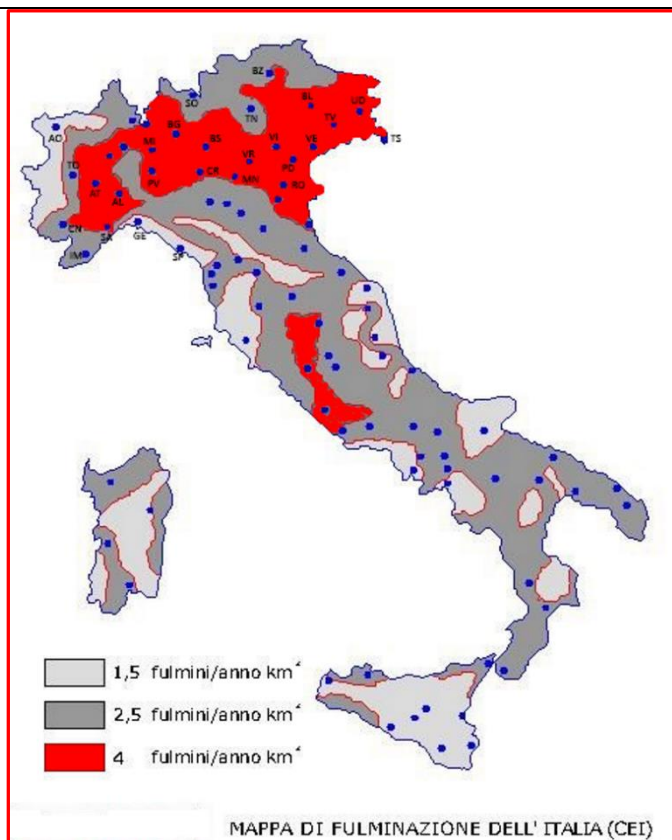 BZ
SO
BL
UD
TN
TV
AO
BG
TS
MI
BS
VI
VE
VR
TO
PD
CR
MN
PV
AT
RO
AL
CN
SA
GE
IM
SP
1,5 fulmini/anno km²
2,5 fulmini/anno km²
4 fulmini/anno km²
MAPPA DI FULMINAZIONE DELL'ITALIA (CEI)